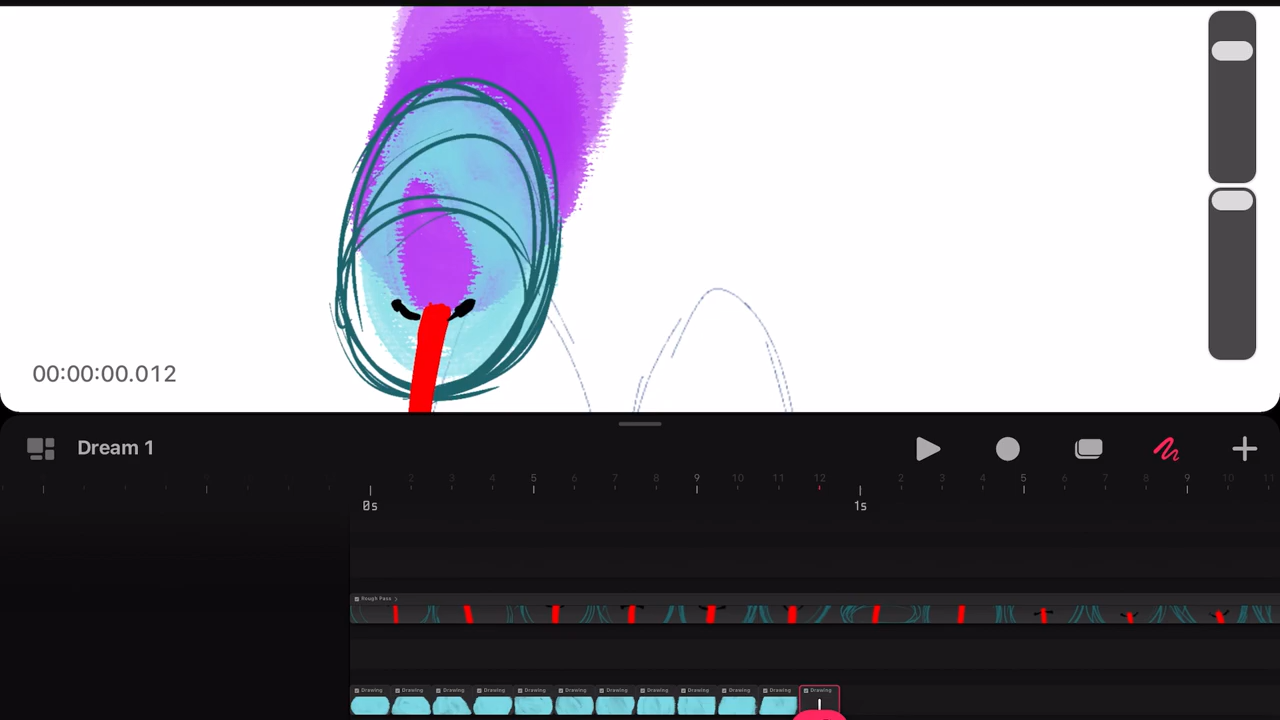 00:00:00.012
Dream 1
2 3 4 5 6 7 8 9 10 11 12 2 3 4 5 6 7 8 9 10 11
0s 1s
Rough Pass
Drawing Drawing Drawing Drawing Drawing Drawing Drawing Drawing Drawing Drawing Drawing Drawing